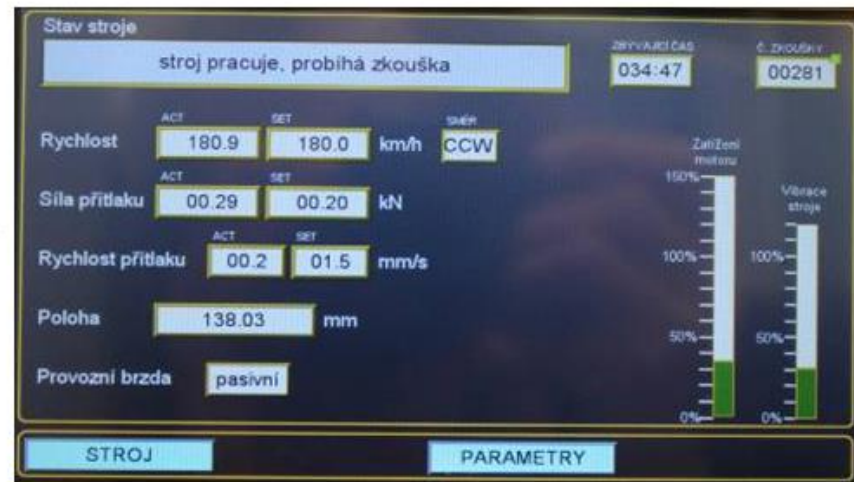 Stav stroje
stroj pracuje, probíhá zkouška
ZBÝVAJÍCÍ ČAS
034:47
Č. ZKOUŠKY
00281
ACT SET SMĚR
Rychlost 180.9 180.0 km/h CCW
ACT SET
Síla přítlaku 00.29 00.20 kN
ACT SET
Rychlost přítlaku 00.2 01.5 mm/s
Poloha 138.03 mm
Provozní brzda pasivní
Zatížení
motoru
150%
100%
50%
0%
Vibrace
stroje
100%
50%
0%
STROJ PARAMETRY